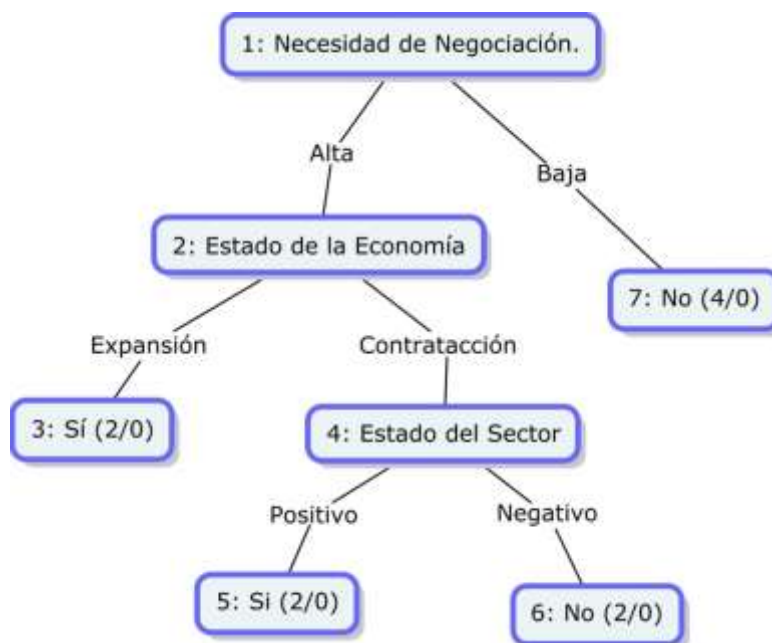 1: Necesidad de Negociación.
Alta
Baja
2: Estado de la Economía
7: No (4/0)
Expansión
Contratacción
3: Sí (2/0)
4: Estado del Sector
Positivo
Negativo
5: Si (2/0)
6: No (2/0)